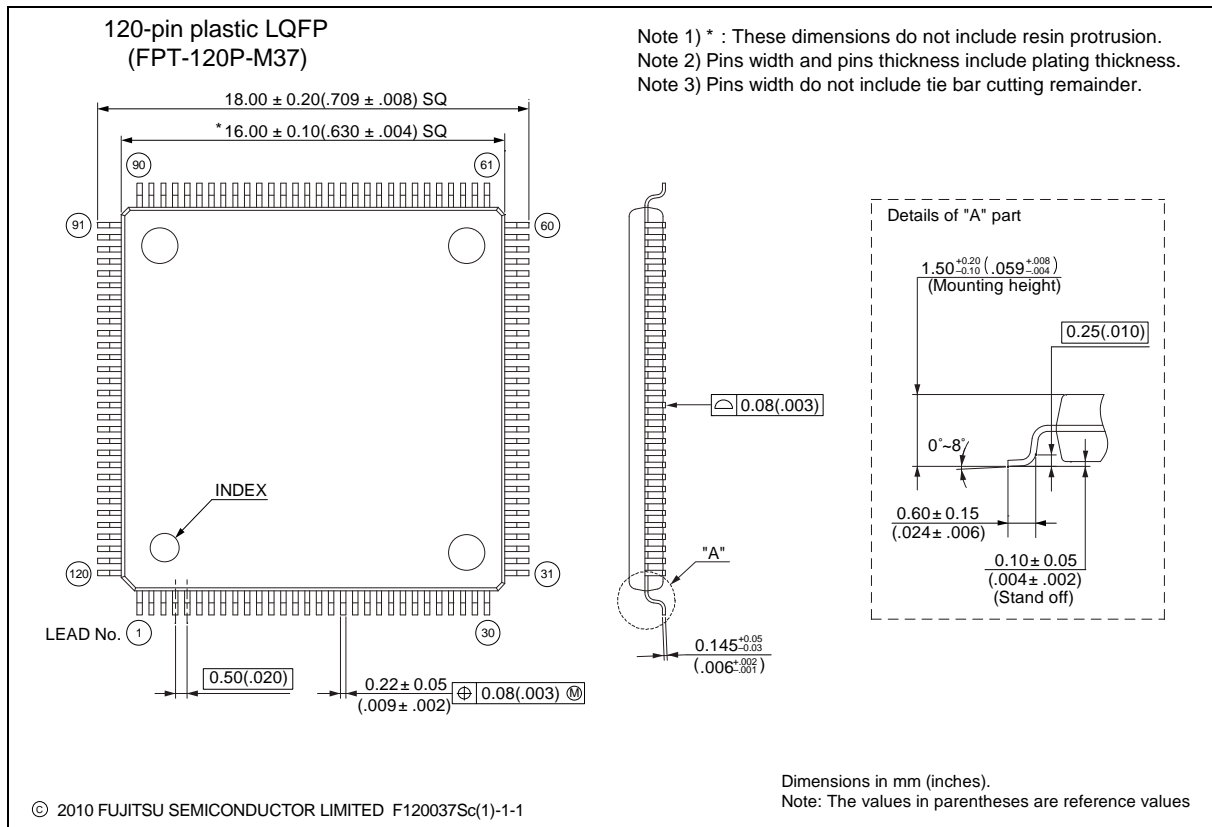 120-pin plastic LQFP
(FPT-120P-M37)
Note 1) * : These dimensions do not include resin protrusion.
Note 2) Pins width and pins thickness include plating thickness.
Note 3) Pins width do not include tie bar cutting remainder.
18.00 ± 0.20(.709 ± .008) SQ
*16.00 ± 0.10(.630 ± .004) SQ
90
61
91
60
INDEX
120
31
LEAD No.
1
30
0.50(.020)
0.22± 0.05
(.009± .002)
⌖ 0.08(.003) Ⓜ
⌓ 0.08(.003)
"A"
0.145+0.05 -0.03
(.006+.002 -.001)
Details of "A" part
1.50+0.20 -0.10 (.059+.008 -.004)
(Mounting height)
0.25(.010)
0°~8°
0.60± 0.15
(.024± .006)
0.10± 0.05
(.004± .002)
(Stand off)
© 2010 FUJITSU SEMICONDUCTOR LIMITED F120037Sc(1)-1-1
Dimensions in mm (inches).
Note: The values in parentheses are reference values